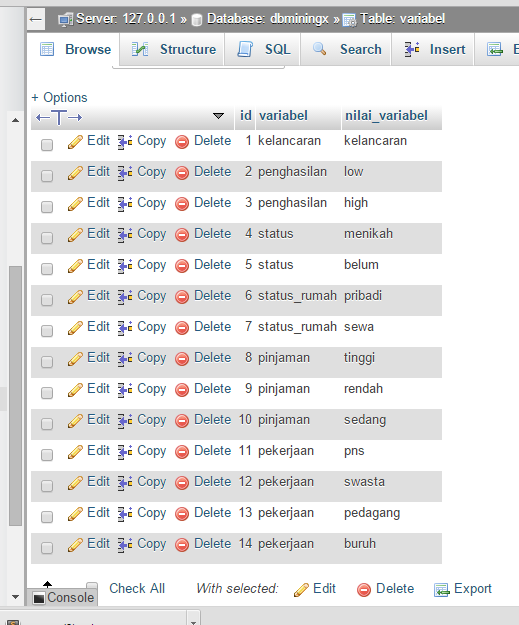 Server: 127.0.0.1 » Database: dbminingx » Table: variabel
Browse Structure SQL Search Insert E
+ Options
id variabel nilai_variabel
Edit Copy Delete 1 kelancaran kelancaran
Edit Copy Delete 2 penghasilan low
Edit Copy Delete 3 penghasilan high
Edit Copy Delete 4 status menikah
Edit Copy Delete 5 status belum
Edit Copy Delete 6 status_rumah pribadi
Edit Copy Delete 7 status_rumah sewa
Edit Copy Delete 8 pinjaman tinggi
Edit Copy Delete 9 pinjaman rendah
Edit Copy Delete 10 pinjaman sedang
Edit Copy Delete 11 pekerjaan pns
Edit Copy Delete 12 pekerjaan swasta
Edit Copy Delete 13 pekerjaan pedagang
Edit Copy Delete 14 pekerjaan buruh
Check All With selected: Edit Delete Export
Console